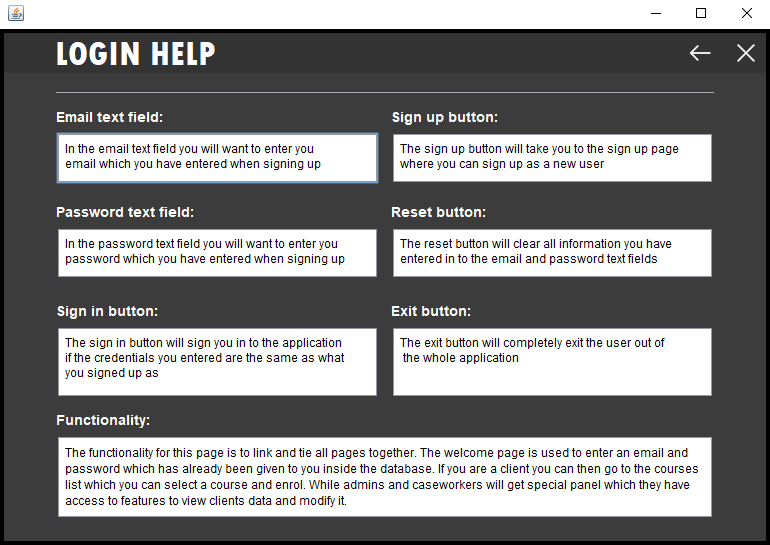 LOGIN HELP
Email text field:
In the email text field you will want to enter you
email which you have entered when signing up
Sign up button:
The sign up button will take you to the sign up page
where you can sign up as a new user
Password text field:
In the password text field you will want to enter you
password which you have entered when signing up
Reset button:
The reset button will clear all information you have
entered in to the email and password text fields
Sign in button:
The sign in button will sign you in to the application
if the credentials you entered are the same as what
you signed up as
Exit button:
The exit button will completely exit the user out of
the whole application
Functionality:
The functionality for this page is to link and tie all pages together. The welcome page is used to enter an email and
password which has already been given to you inside the database. If you are a client you can then go to the courses
list which you can select a course and enrol. While admins and caseworkers will get special panel which they have
access to features to view clients data and modify it.